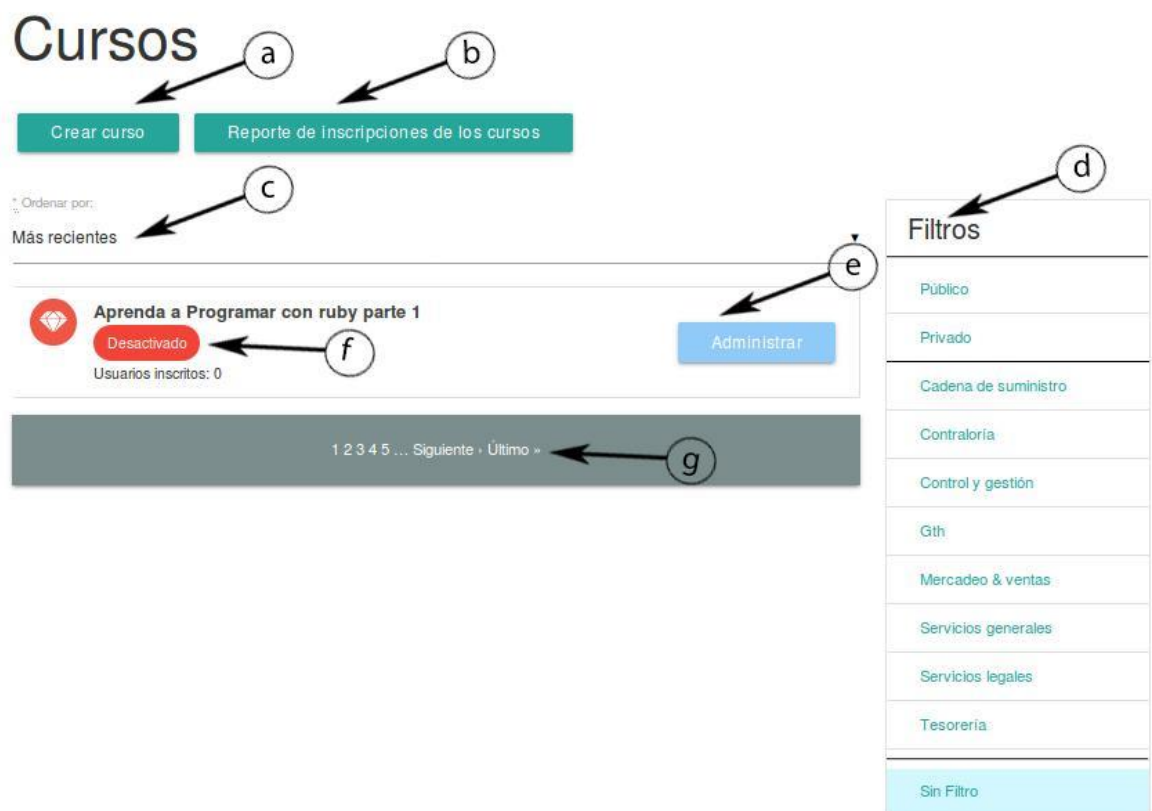 Cursos
a
b
Crear curso
Reporte de inscripciones de los cursos
c
d
* Ordenar por:
Más recientes
▼
e
Aprenda a Programar con ruby parte 1
Desactivado
f
Usuarios inscritos: 0
Administrar
1 2 3 4 5 … Siguiente › Último »
g
Filtros
Público
Privado
Cadena de suministro
Contraloría
Control y gestión
Gth
Mercadeo & ventas
Servicios generales
Servicios legales
Tesorería
Sin Filtro